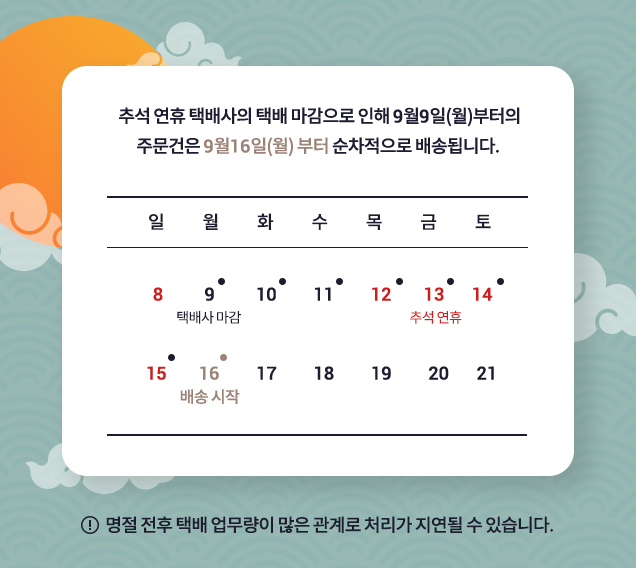 추석 연휴 택배사의 택배 마감으로 인해 9월9일(월)부터의
주문건은 9월16일(월) 부터 순차적으로 배송됩니다.
일 월 화 수 목 금 토
8 9 10 11 12 13 14
택배사 마감 추석 연휴
15 16 17 18 19 20 21
배송 시작
! 명절 전후 택배 업무량이 많은 관계로 처리가 지연될 수 있습니다.